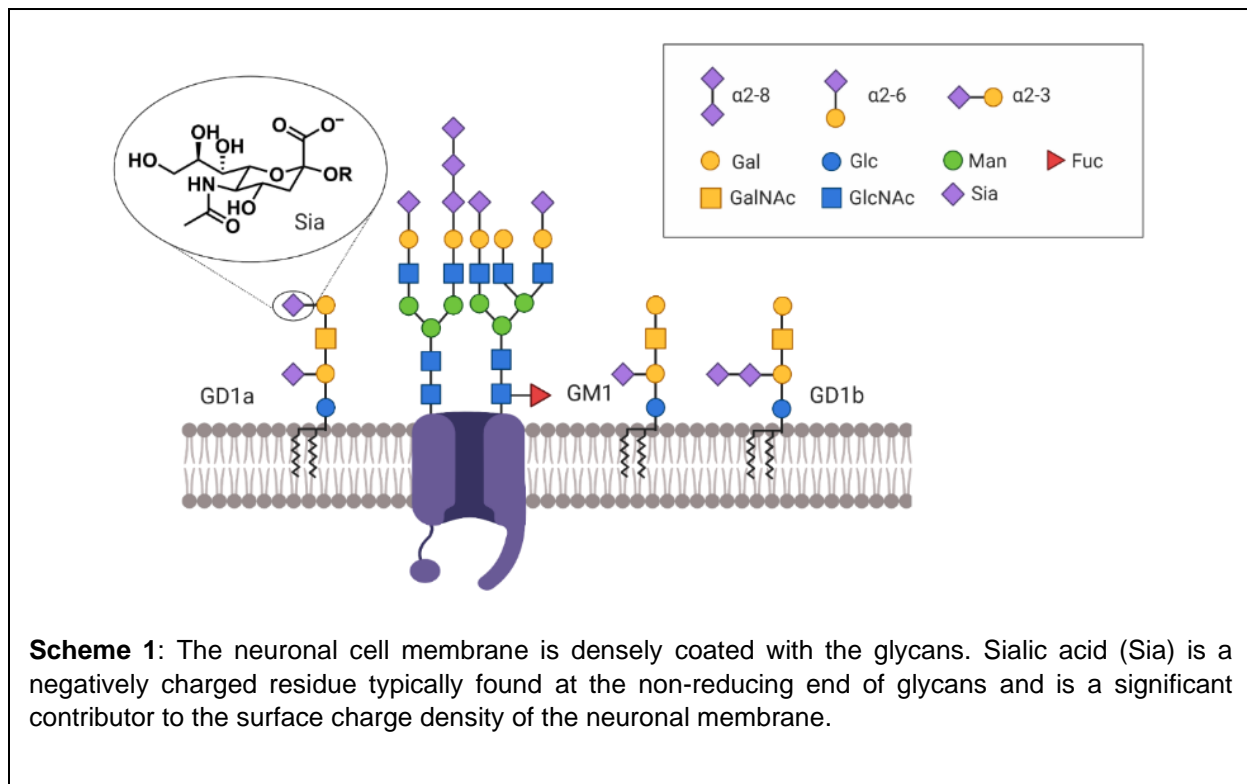 α2-8
α2-6
α2-3
Gal
Glc
Man
Fuc
GalNAc
GlcNAc
Sia
O
O⁻
OH
OH
OH
HO
O
OR
HN
HO
O
Sia
GD1a
GM1
GD1b
Scheme 1: The neuronal cell membrane is densely coated with the glycans. Sialic acid (Sia) is a
negatively charged residue typically found at the non-reducing end of glycans and is a significant
contributor to the surface charge density of the neuronal membrane.